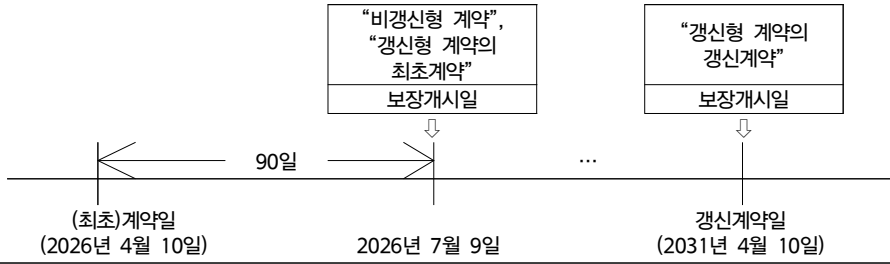 “비갱신형 계약”,
“갱신형 계약의
최초계약”
보장개시일
“갱신형 계약의
갱신계약”
보장개시일
90일
…
(최초)계약일
(2026년 4월 10일)
2026년 7월 9일
갱신계약일
(2031년 4월 10일)